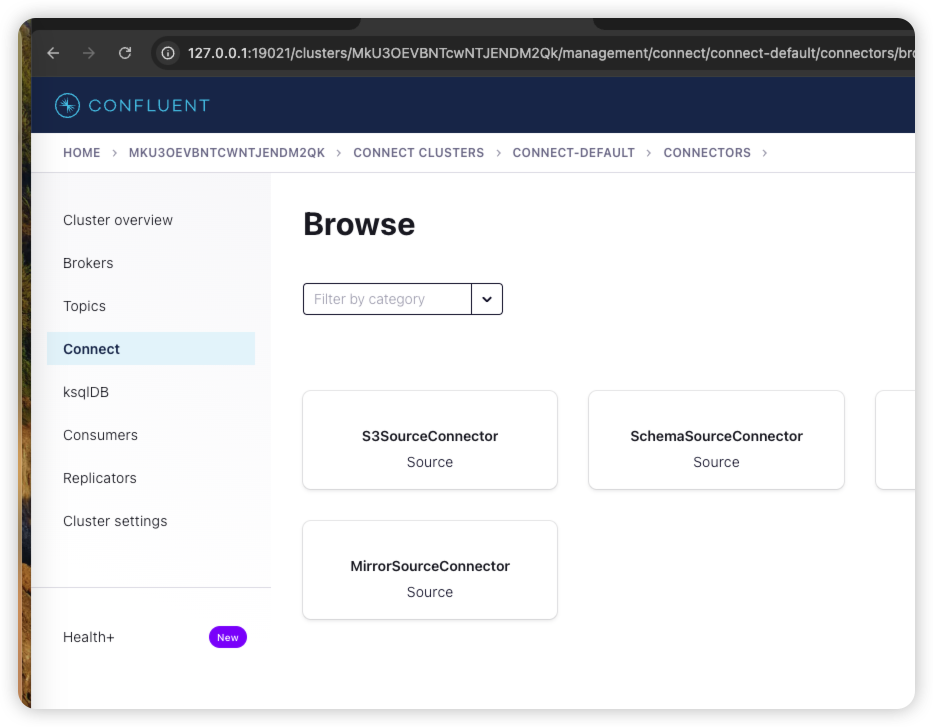 127.0.0.1:19021/clusters/MkU3OEVBNTcwNTJENDM2Qk/management/connect/connect-default/connectors/bro
CONFLUENT
HOME > MKU3OEVBNTCWNTJENDM2QK > CONNECT CLUSTERS > CONNECT-DEFAULT > CONNECTORS >
Cluster overview
Brokers
Topics
Connect
ksqlDB
Consumers
Replicators
Cluster settings
Health+ New
Browse
Filter by category
S3SourceConnector
Source
SchemaSourceConnector
Source
MirrorSourceConnector
Source